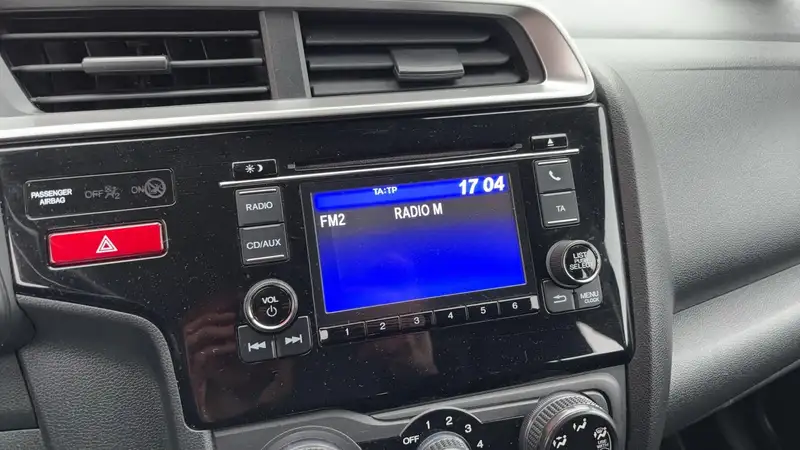 PASSENGER
AIRBAG
OFF 2
ON
RADIO
CD/AUX
VOL
TA:TP
17 04
FM2
RADIO M
1 2 3 4 5 6
TA
LIST
PUSH
SELECT
MENU
CLOCK
OFF 1 2 3 4